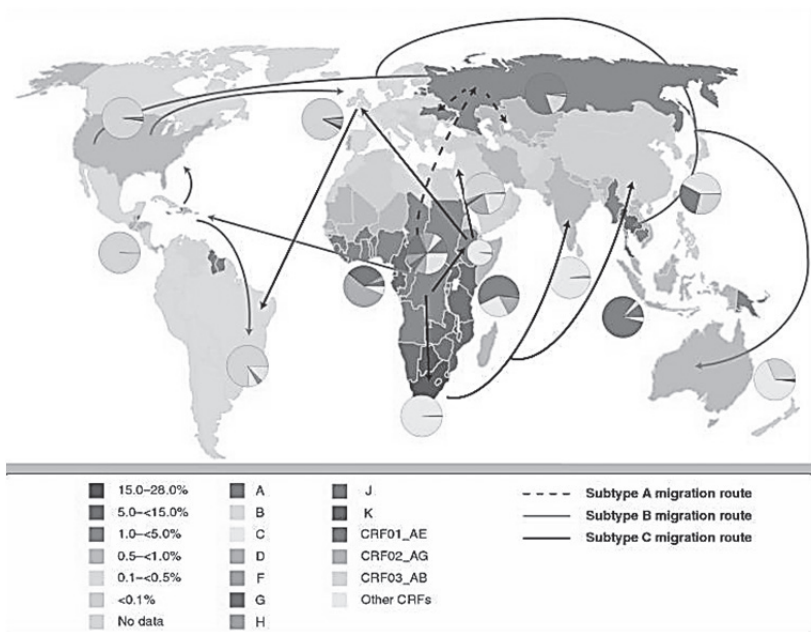 15.0–28.0%
5.0–<15.0%
1.0–<5.0%
0.5–<1.0%
0.1–<0.5%
<0.1%
No data
A
B
C
D
F
G
H
J
K
CRF01_AE
CRF02_AG
CRF03_AB
Other CRFs
Subtype A migration route
Subtype B migration route
Subtype C migration route